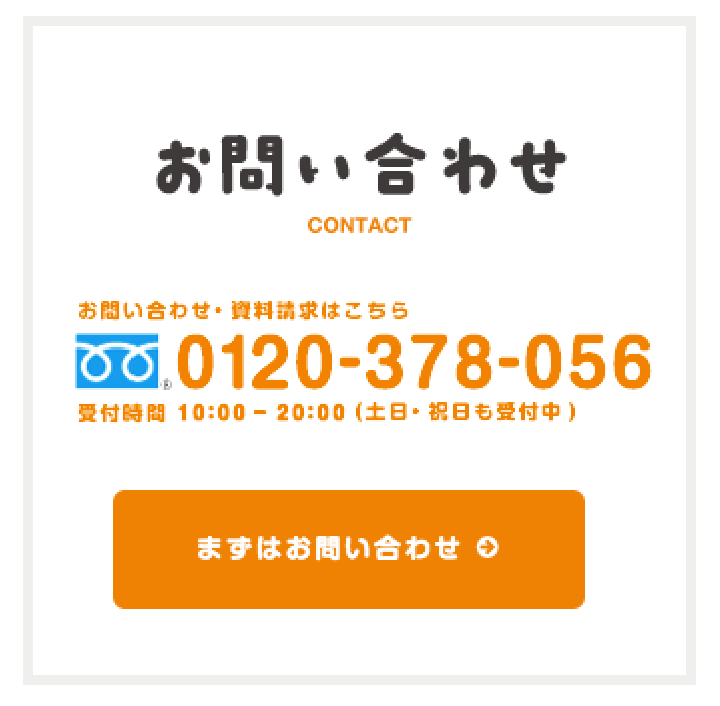 お問い合わせ
CONTACT
お問い合わせ・資料請求はこちら
® 0120-378-056
受付時間 10:00 − 20:00 (土日・祝日も受付中)
まずはお問い合わせ